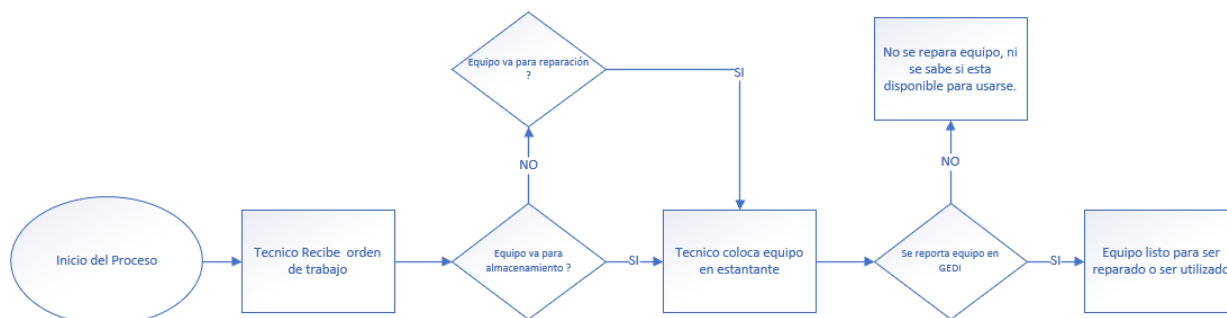 Equipo va para reparación
?
SI
No se repara equipo, ni
se sabe si esta
disponible para usarse.
NO
NO
Inicio del Proceso
Tecnico Recibe orden
de trabajo
Equipo va para
almacenamiento ?
SI
Tecnico coloca equipo
en estantante
Se reporta equipo en
GEDI
SI
Equipo listo para ser
reparado o ser utilizado